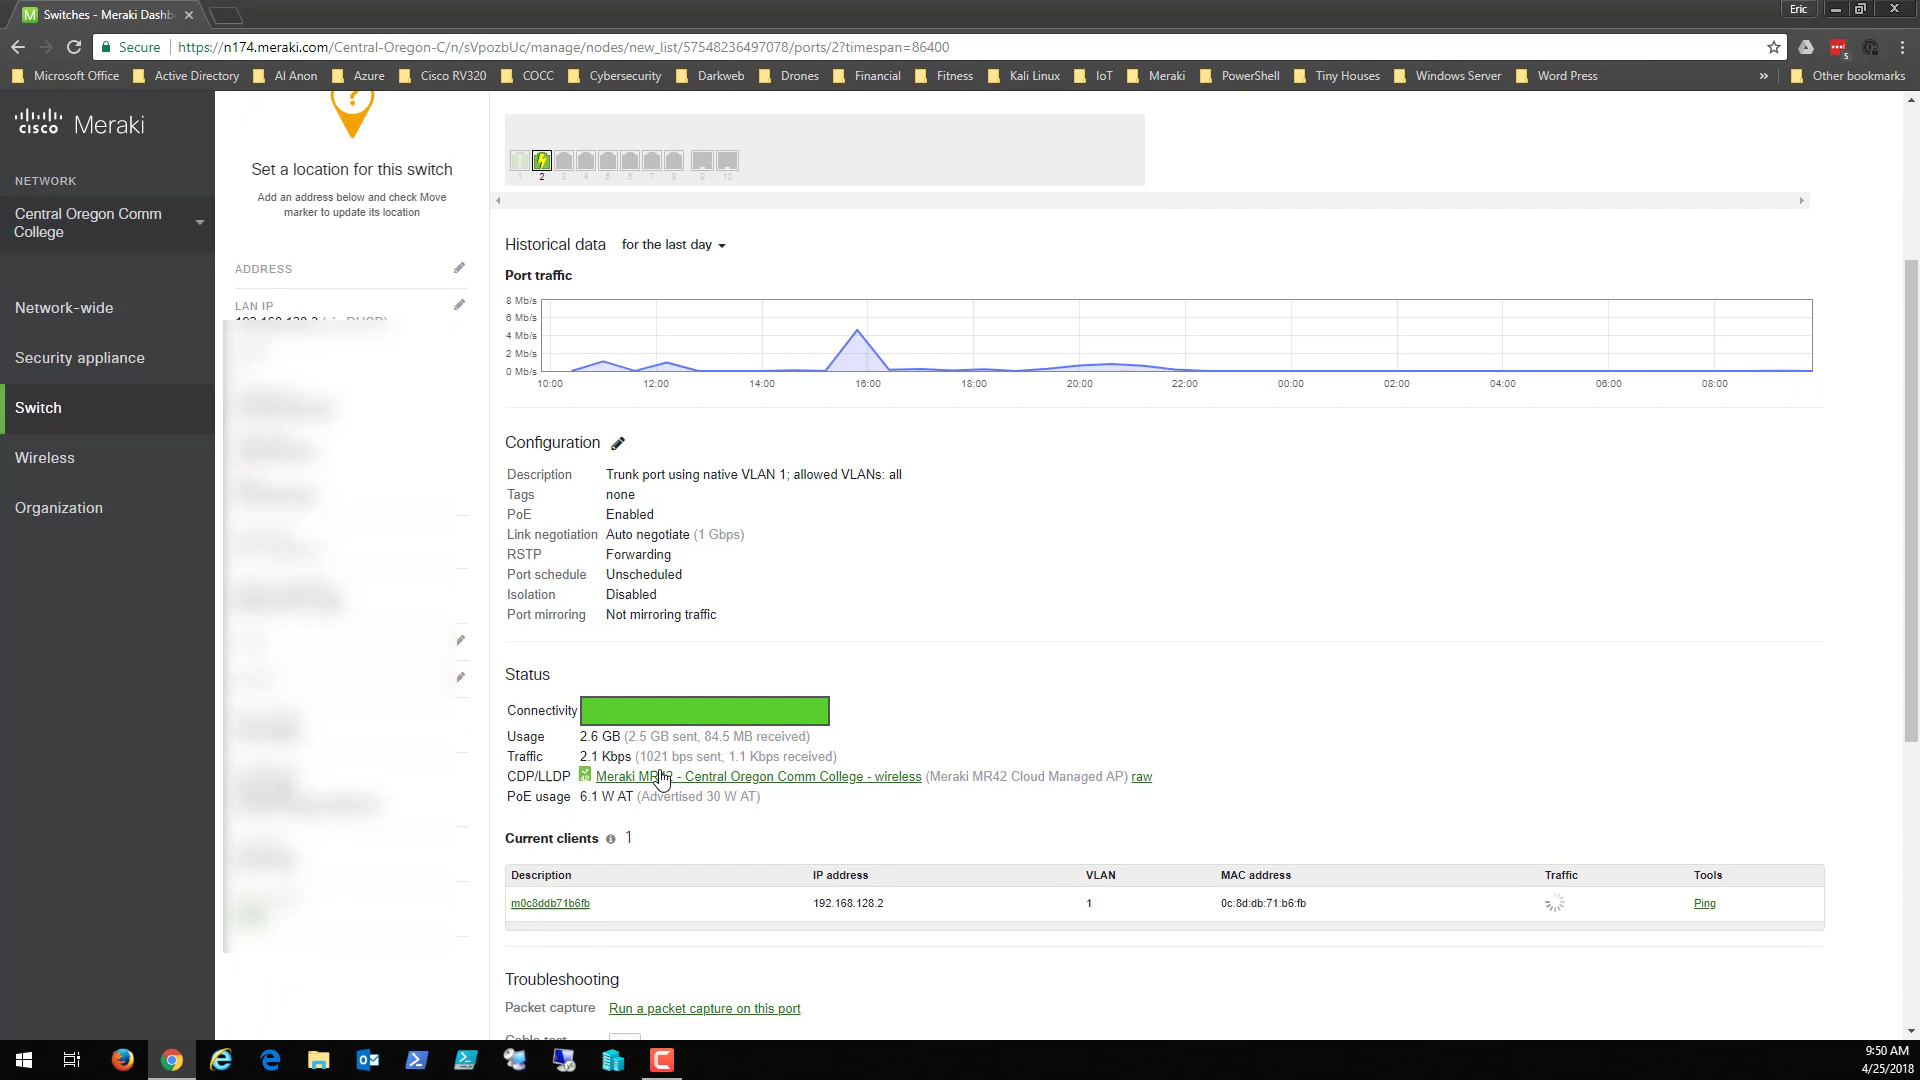 Switches - Meraki Dashb
Eric
Secure
https://n174.meraki.com/Central-Oregon-C/n/sVpozbUc/manage/nodes/new_list/57548236497078/ports/2?timespan=86400
Microsoft Office Active Directory AI Anon Azure Cisco RV320 COCC Cybersecurity Darkweb Drones Financial Fitness Kali Linux IoT Meraki PowerShell Tiny Houses Windows Server Word Press » Other bookmarks
cisco Meraki
NETWORK
Central Oregon Comm
College
Network-wide
Security appliance
Switch
Wireless
Organization
Set a location for this switch
Add an address below and check Move
marker to update its location
ADDRESS
LAN IP
1 2 3 4 5 6 7 8 9 10
Historical data for the last day
Port traffic
8 Mb/s
6 Mb/s
4 Mb/s
2 Mb/s
0 Mb/s
10:00 12:00 14:00 16:00 18:00 20:00 22:00 00:00 02:00 04:00 06:00 08:00
Configuration
Description Trunk port using native VLAN 1; allowed VLANs: all
Tags none
PoE Enabled
Link negotiation Auto negotiate (1 Gbps)
RSTP Forwarding
Port schedule Unscheduled
Isolation Disabled
Port mirroring Not mirroring traffic
Status
Connectivity
Usage 2.6 GB (2.5 GB sent, 84.5 MB received)
Traffic 2.1 Kbps (1021 bps sent, 1.1 Kbps received)
CDP/LLDP Meraki MR42 - Central Oregon Comm College - wireless (Meraki MR42 Cloud Managed AP) raw
PoE usage 6.1 W AT (Advertised 30 W AT)
Current clients 1
Description IP address VLAN MAC address Traffic Tools
m0c8ddb71b6fb 192.168.128.2 1 0c:8d:db:71:b6:fb Ping
Troubleshooting
Packet capture Run a packet capture on this port
9:50 AM
4/25/2018